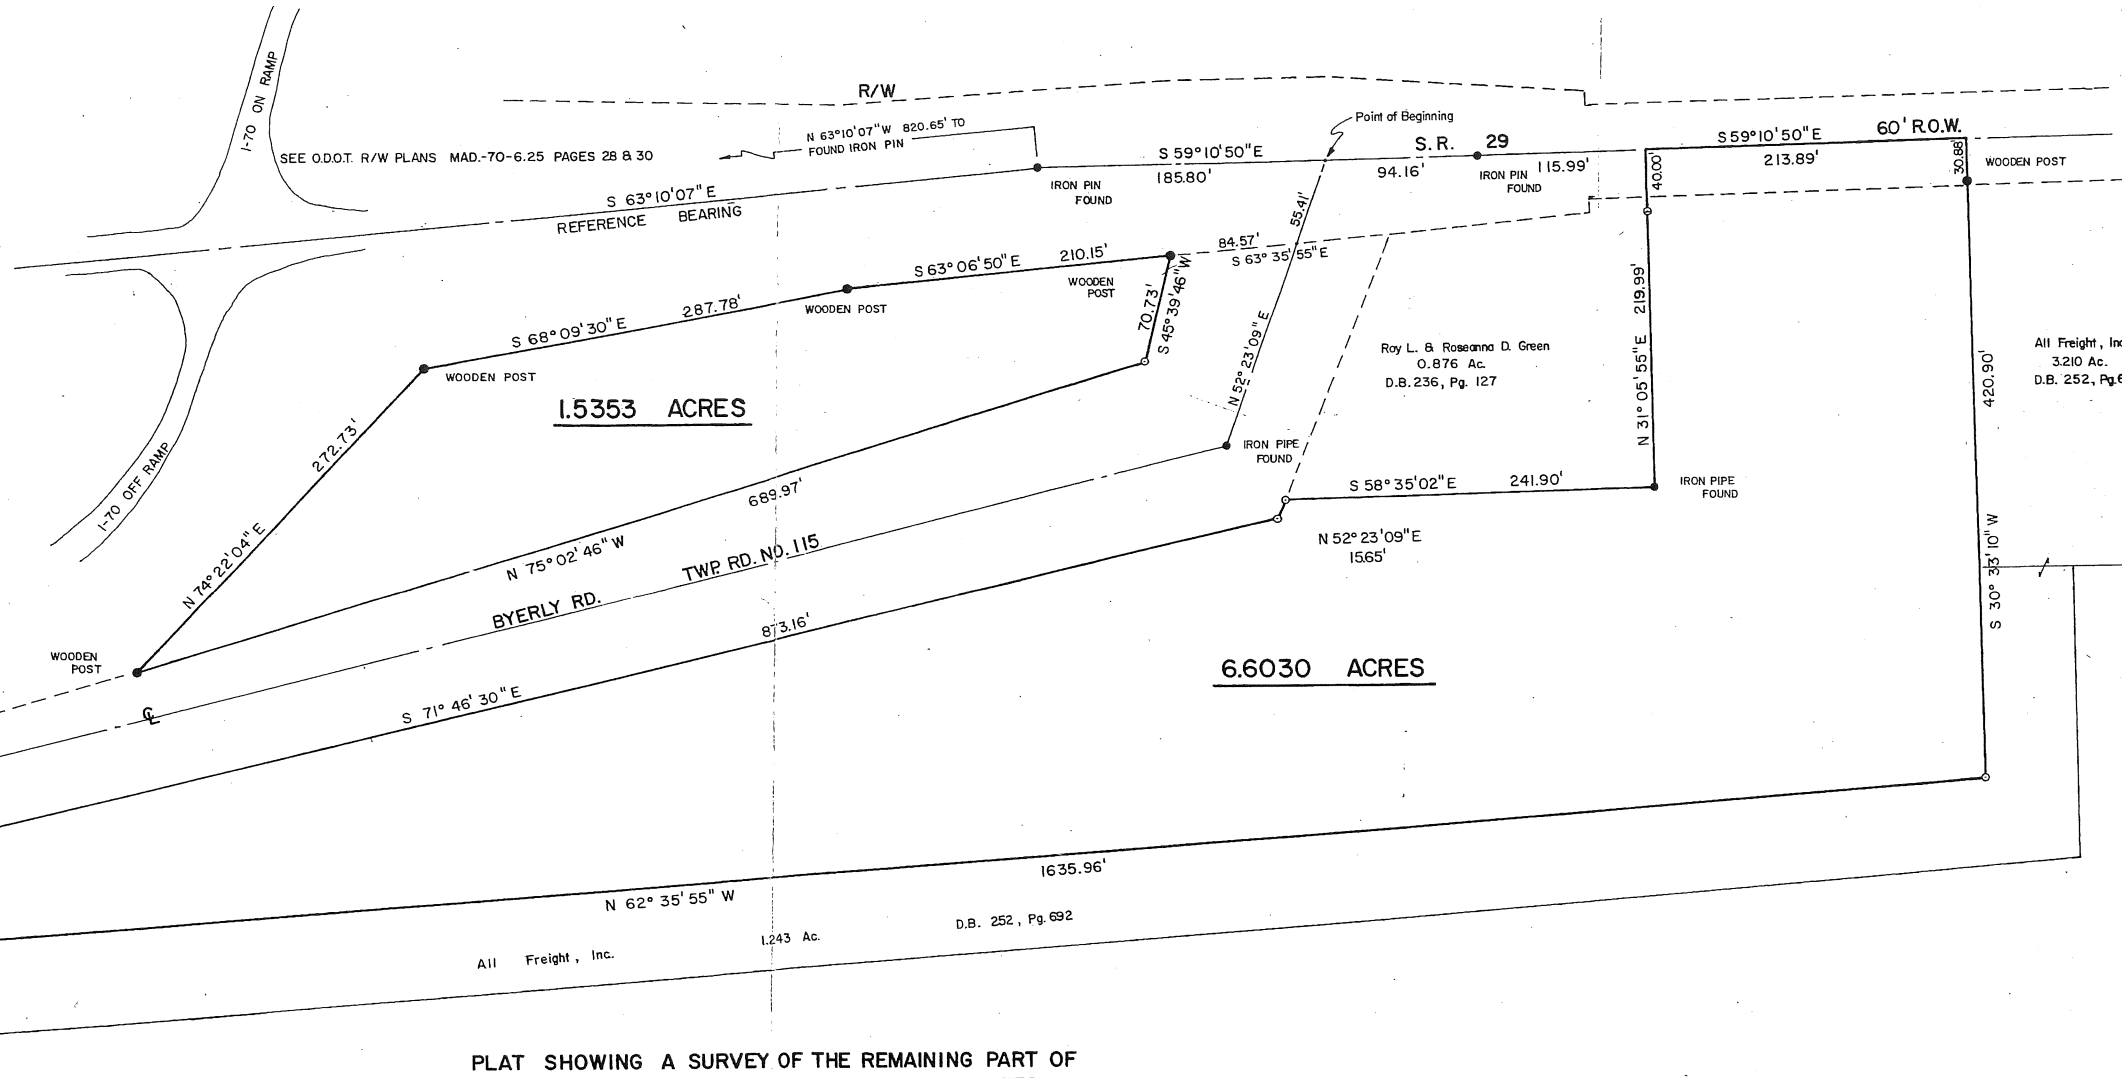 I-70 ON RAMP
R/W
Point of Beginning
N 63°10'07"W 820.65' TO
FOUND IRON PIN
SEE O.D.O.T. R/W PLANS MAD.-70-6.25 PAGES 28 & 30
S 59°10'50"E
185.80'
S.R. 29
94.16'
IRON PIN
FOUND
115.99'
S 59°10'50"E
60' R.O.W.
213.89'
40.00'
30.88'
WOODEN POST
IRON PIN
FOUND
S 63°10'07"E
REFERENCE BEARING
55.41'
84.57'
S 63° 35' 55"E
S 63° 06' 50"E 210.15'
WOODEN
POST
WOODEN POST
70.73'
S 45° 39' 46" W
S 68° 09' 30" E 287.78'
WOODEN POST
N 52° 23' 09" E
Roy L. & Roseanna D. Green
0.876 Ac.
D.B. 236, Pg. 127
N 31° 05' 55"E 219.99'
420.90'
All Freight, Inc
3.210 Ac.
D.B. 252, Pg.6
1.5353 ACRES
272.73'
N 74° 22' 04" E
I-70 OFF RAMP
IRON PIPE
FOUND
S 58° 35' 02" E 241.90'
IRON PIPE
FOUND
689.97'
N 75° 02' 46" W
N 52° 23' 09" E
15.65'
S 30° 33' 10" W
TWP. RD. NO. 115
BYERLY RD.
873.16'
S 71° 46' 30" E
WOODEN
POST
CL
6.6030 ACRES
1635.96'
N 62° 35' 55" W
D.B. 252, Pg. 692
1.243 Ac.
All Freight, Inc.
PLAT SHOWING A SURVEY OF THE REMAINING PART OF